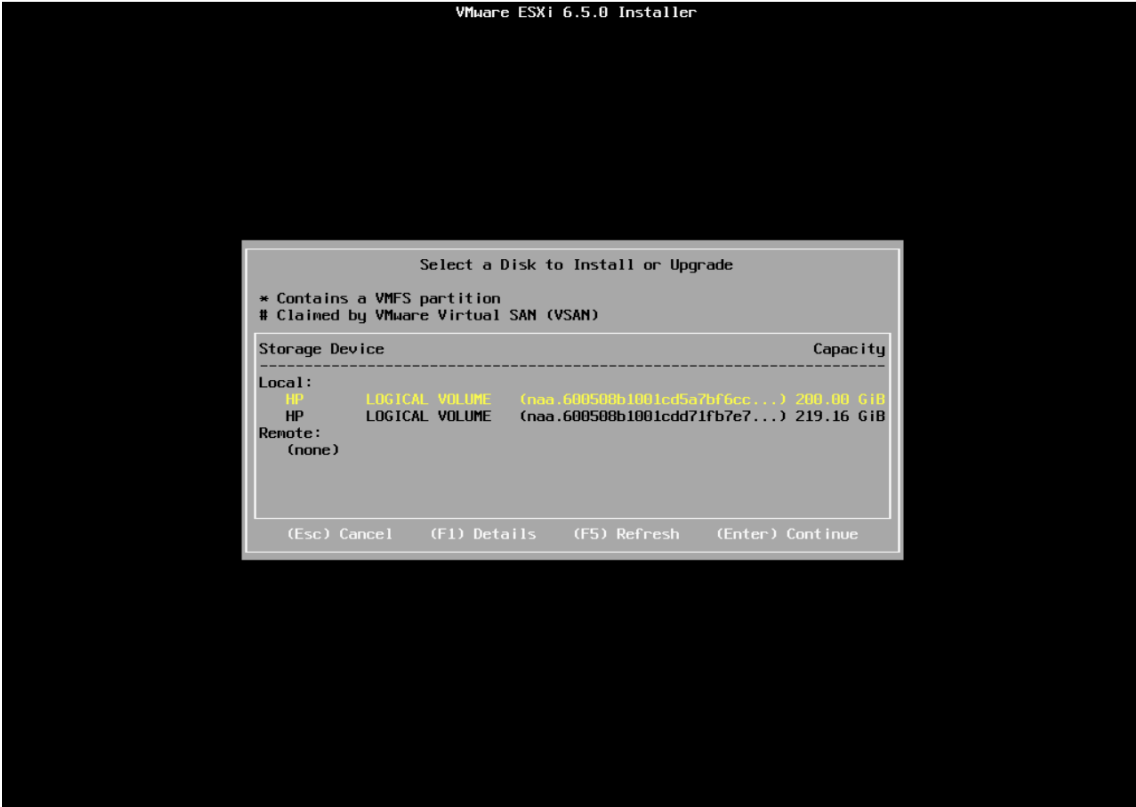 VMware ESXi 6.5.0 Installer
Select a Disk to Install or Upgrade
* Contains a VMFS partition
# Claimed by VMware Virtual SAN (VSAN)
Storage Device Capacity
--------------------------------------------------------------------------------
Local:
HP LOGICAL VOLUME (naa.600508b1001cd5a7bf6cc...) 200.00 GiB
HP LOGICAL VOLUME (naa.600508b1001cdd71fb7e7...) 219.16 GiB
Remote:
(none)
(Esc) Cancel (F1) Details (F5) Refresh (Enter) Continue